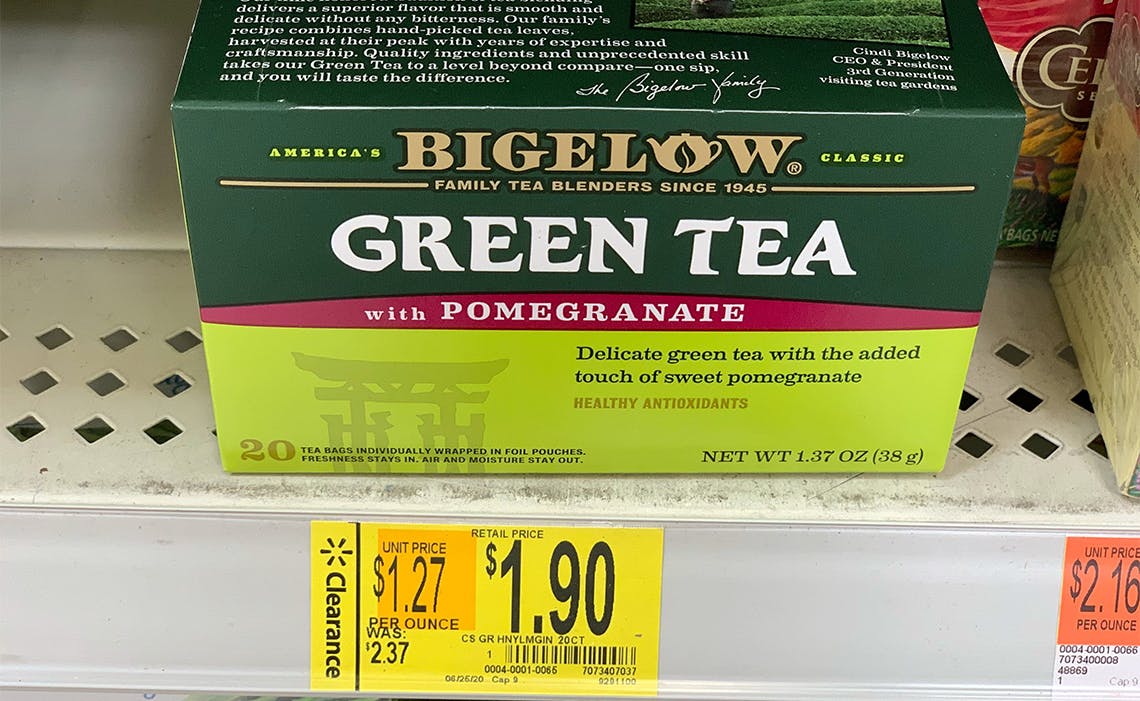 delivers a superior flavor that is smooth and
delicate without any bitterness. Our family's
recipe combines hand-picked tea leaves,
harvested at their peak with years of expertise and
craftsmanship. Quality ingredients and unprecedented skill
takes our Green Tea to a level beyond compare—one sip,
and you will taste the difference.
The Bigelow family
Cindi Bigelow
CEO & President
3rd Generation
visiting tea gardens
AMERICA'S BIGELOW® CLASSIC
FAMILY TEA BLENDERS SINCE 1945
GREEN TEA
with POMEGRANATE
Delicate green tea with the added
touch of sweet pomegranate
HEALTHY ANTIOXIDANTS
20 TEA BAGS INDIVIDUALLY WRAPPED IN FOIL POUCHES.
FRESHNESS STAYS IN. AIR AND MOISTURE STAY OUT.
NET WT 1.37 OZ (38 g)
BAGS
Clearance
UNIT PRICE
$1.27
PER OUNCE
WAS:
$2.37
RETAIL PRICE
$1.90
CS GR HNYLMGIN 20CT
1
0004-0001-0065 7073407037
06/25/20 Cap 9 9291100
UNIT PRICE
$2.16
PER OUNCE
0004-0001-0066
7073400008
48869
1 Cap 9